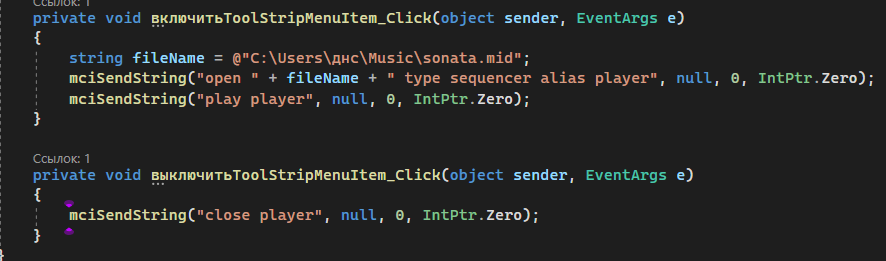 Ссылок: 1
private void включитьToolStripMenuItem_Click(object sender, EventArgs e)
{
string fileName = @"C:\Users\днс\Music\sonata.mid";
mciSendString("open " + fileName + " type sequencer alias player", null, 0, IntPtr.Zero);
mciSendString("play player", null, 0, IntPtr.Zero);
}
Ссылок: 1
private void выключитьToolStripMenuItem_Click(object sender, EventArgs e)
{
mciSendString("close player", null, 0, IntPtr.Zero);
}
}